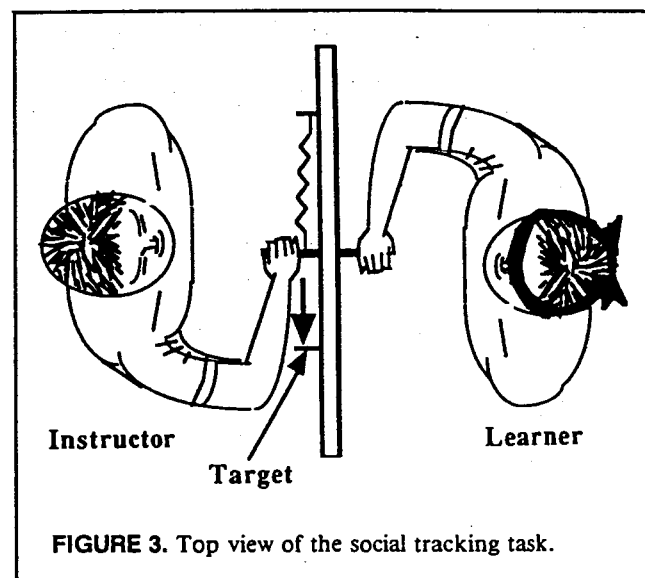 Instructor
Learner
Target
FIGURE 3. Top view of the social tracking task.